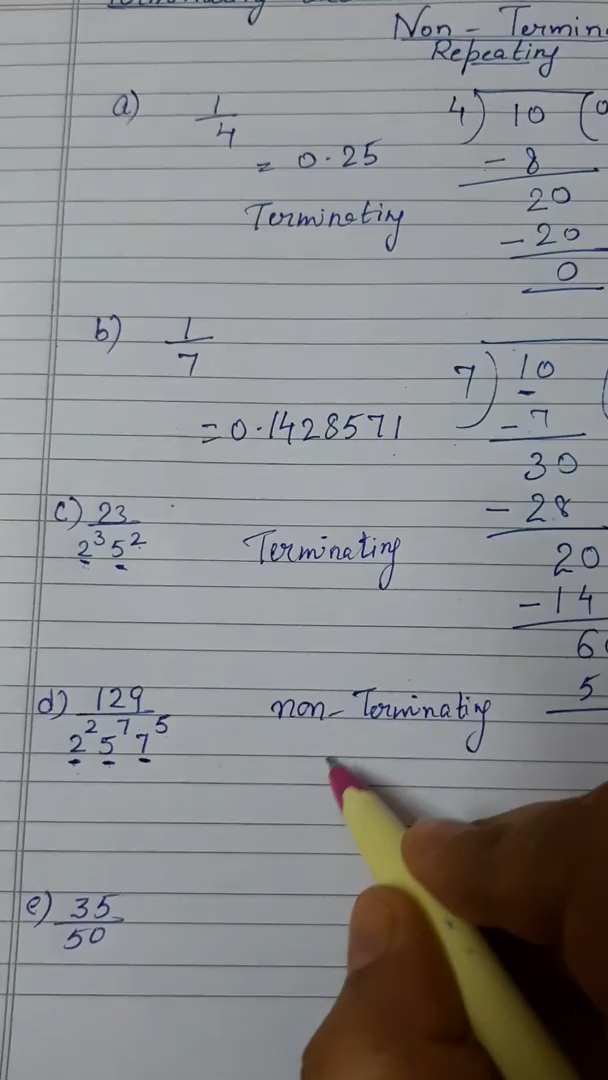 Non - Termin
Repeating
a) 1/4
= 0.25
Terminating
4) 10 (0
- 8
20
- 20
0
b) 1/7
= 0.1428571
7) 10 (
- 7
30
- 28
20
- 14
60
5
c) 23/2³5²
Terminating
d) 129/2²5⁷7⁵
non-Terminating
e) 35/50